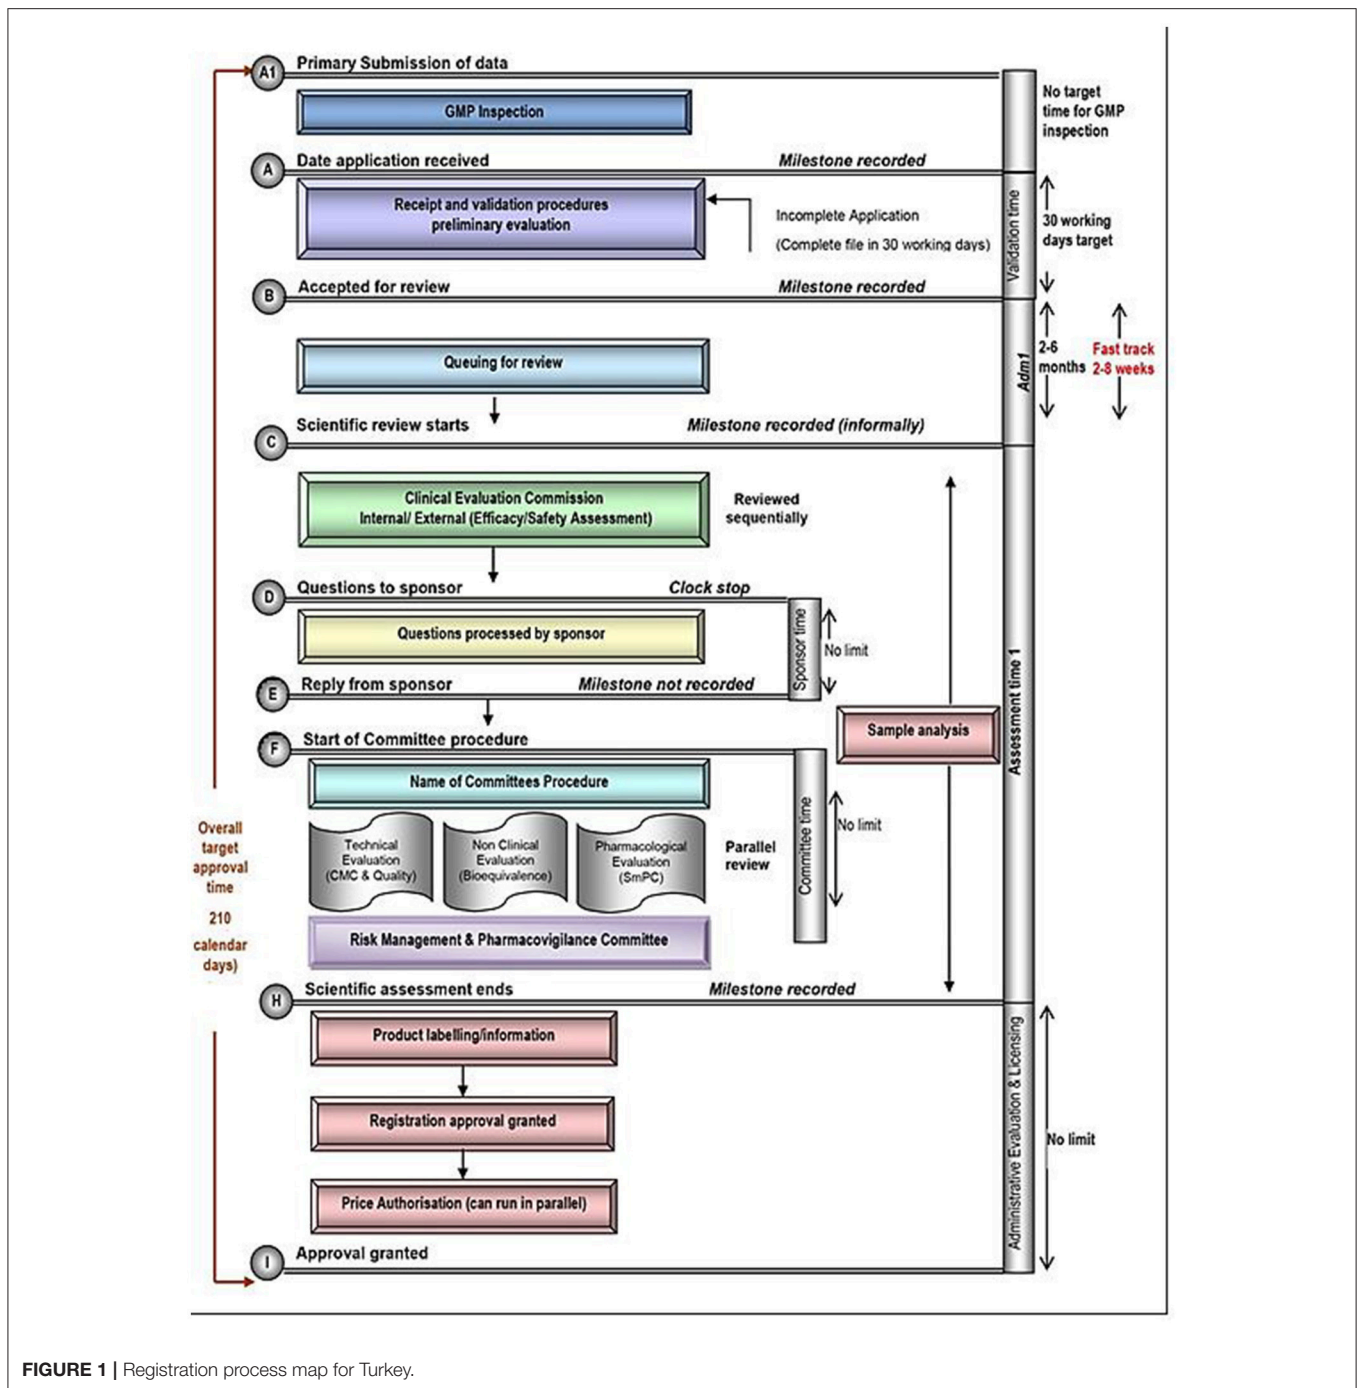 A1
Primary Submission of data
GMP Inspection
No target
time for GMP
inspection
A
Date application received
Milestone recorded
Receipt and validation procedures
preliminary evaluation
Incomplete Application
(Complete file in 30 working days)
Validation time
30 working
days target
B
Accepted for review
Milestone recorded
Queuing for review
Adm1
2-6
months
Fast track
2-8 weeks
C
Scientific review starts
Milestone recorded (informally)
Clinical Evaluation Commission
Internal/ External (Efficacy/Safety Assessment)
Reviewed
sequentially
D
Questions to sponsor
Clock stop
Questions processed by sponsor
Sponsor time
No limit
E
Reply from sponsor
Milestone not recorded
Sample analysis
Assessment time 1
F
Start of Committee procedure
Name of Committees Procedure
Technical
Evaluation
(CMC & Quality)
Non Clinical
Evaluation
(Bioequivalence)
Pharmacological
Evaluation
(SmPC)
Parallel
review
Committee time
No limit
Risk Management & Pharmacovigilance Committee
Overall
target
approval
time
210
calendar
days)
H
Scientific assessment ends
Milestone recorded
Product labelling/information
Registration approval granted
Price Authorisation (can run in parallel)
Administrative Evaluation & Licensing
No limit
I
Approval granted
FIGURE 1 | Registration process map for Turkey.